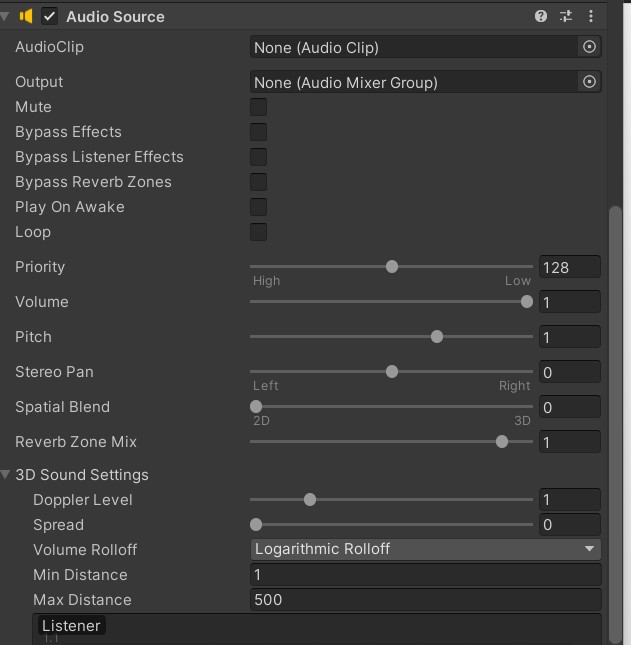 Audio Source
AudioClip None (Audio Clip)
Output None (Audio Mixer Group)
Mute
Bypass Effects
Bypass Listener Effects
Bypass Reverb Zones
Play On Awake
Loop
Priority 128
High Low
Volume 1
Pitch 1
Stereo Pan 0
Left Right
Spatial Blend 0
2D 3D
Reverb Zone Mix 1
3D Sound Settings
Doppler Level 1
Spread 0
Volume Rolloff Logarithmic Rolloff
Min Distance 1
Max Distance 500
Listener
1.1